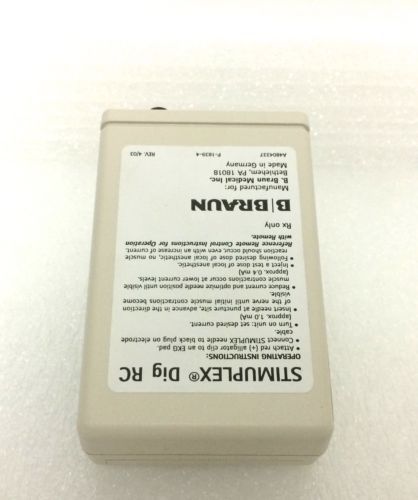 STIMUPLEX® Dig RC
OPERATING INSTRUCTIONS:
• Attach red (+) alligator clip to an EKG pad.
• Connect STIMUPLEX needle to black plug on electrode
cable.
• Turn on unit: set desired current.
(approx. 1.0 mA)
• Insert needle at puncture site, advance in the direction
of the nerve until initial muscle contractions become
visible.
• Reduce current and optimize needle position until visible
muscle contractions occur at lower current levels.
(approx. 0.4 mA)
• Inject a test dose of local anesthetic.
• Following desired dose of local anesthetic, no muscle
reaction should occur, even with an increase of current.
Reference Remote Control Instructions for Operation
with Remote.
Rx only
B|BRAUN
Manufactured for:
B. Braun Medical Inc.
Bethlehem, PA 18018
Made in Germany
A4804337 P-1839-4 REV. 4/03